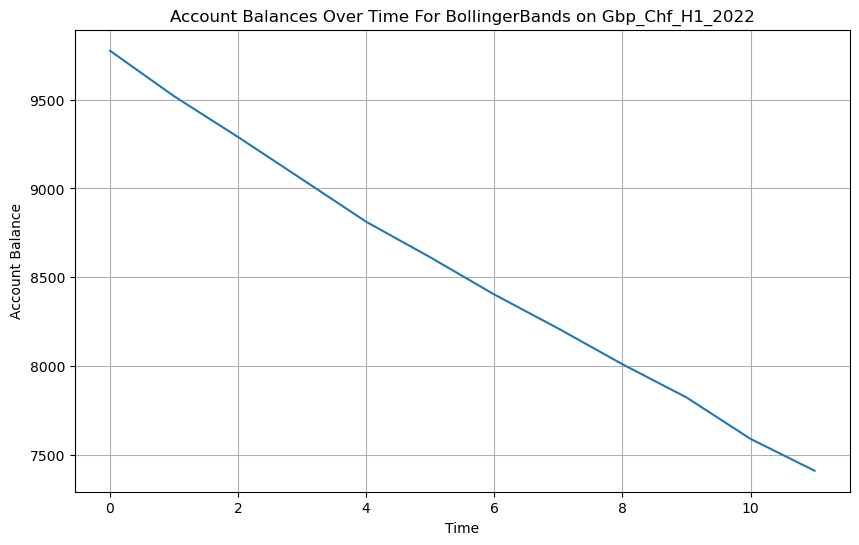 Account Balances Over Time For BollingerBands on Gbp_Chf_H1_2022
Account Balance
9500
9000
8500
8000
7500
0 2 4 6 8 10
Time